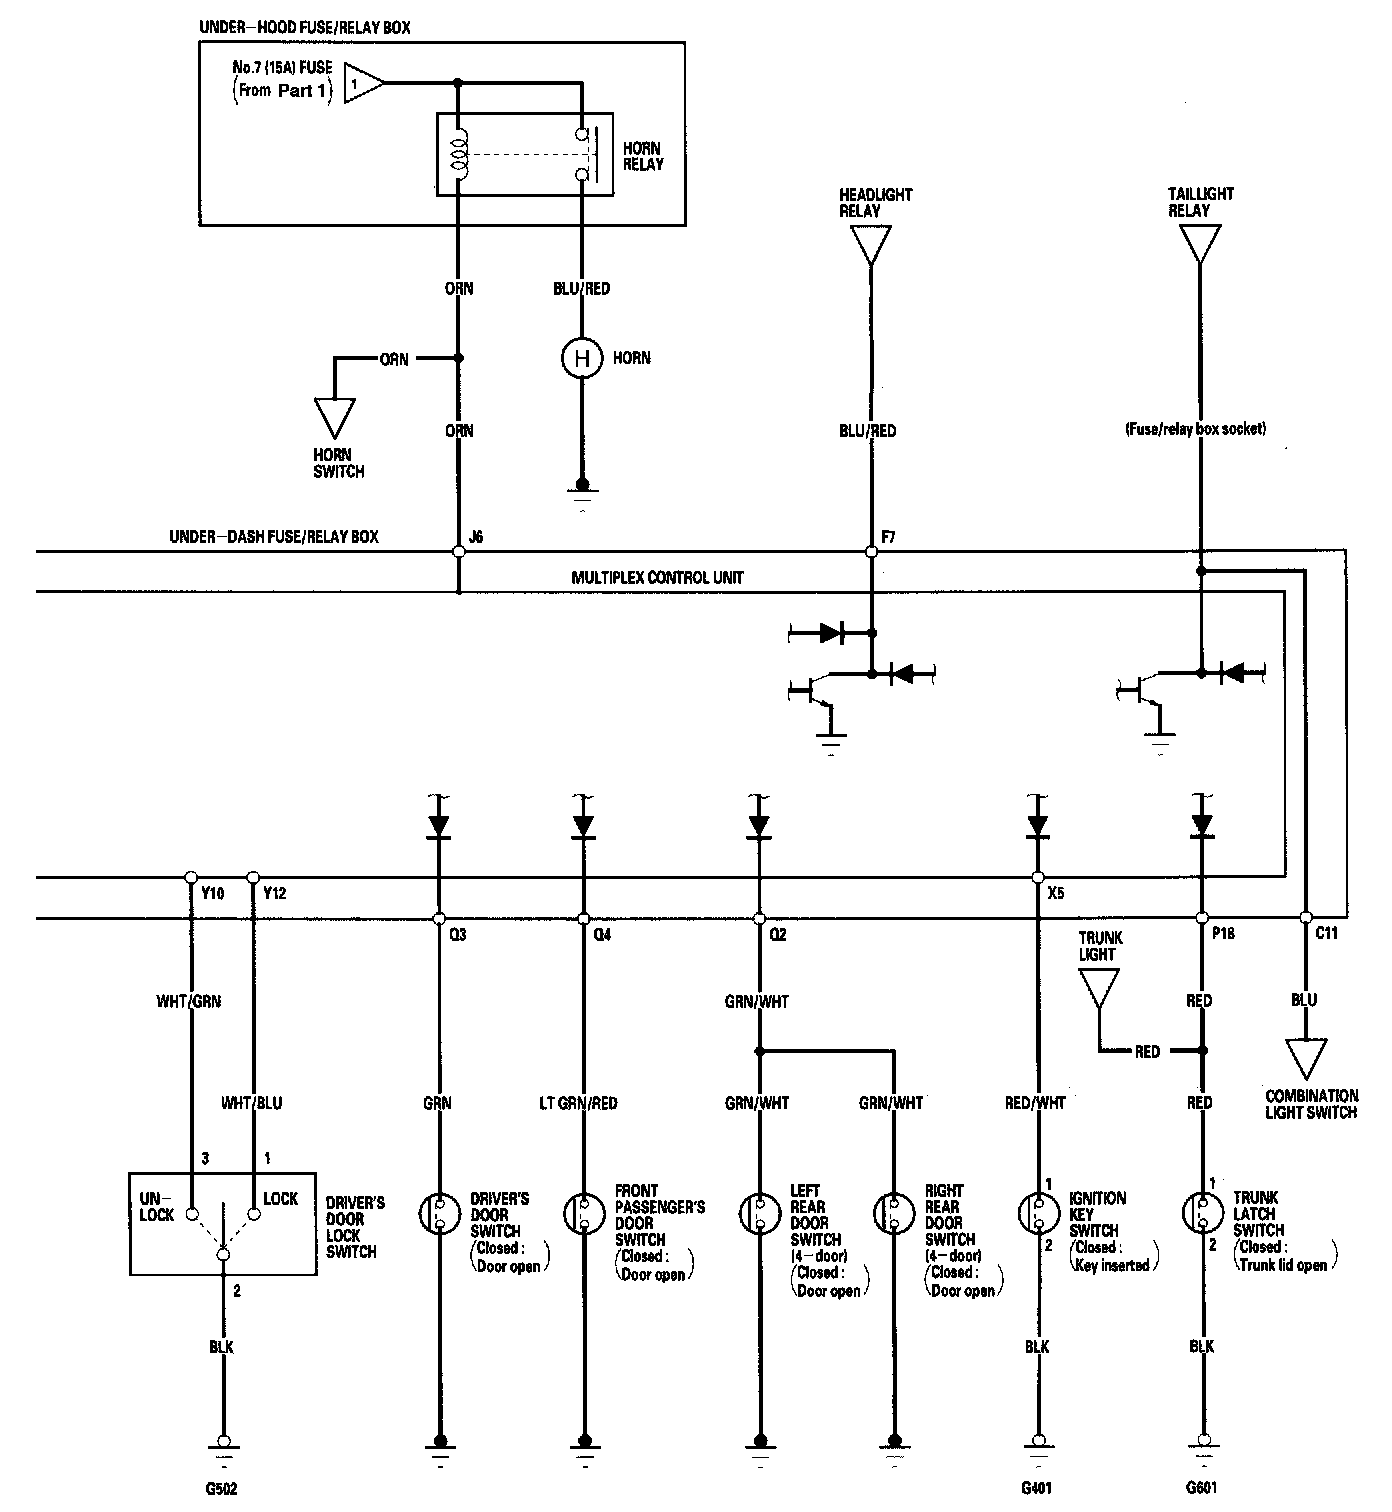 UNDER-HOOD FUSE/RELAY BOX
No.7 (15A) FUSE
(From Part 1)
1
HORN
RELAY
HEADLIGHT
RELAY
TAILLIGHT
RELAY
ORN
BLU/RED
ORN
H
HORN
HORN
SWITCH
ORN
BLU/RED
(Fuse/relay box socket)
UNDER-DASH FUSE/RELAY BOX
J6
F7
MULTIPLEX CONTROL UNIT
Y10
Y12
X5
Q3
Q4
Q2
P18
C11
TRUNK
LIGHT
WHT/GRN
GRN/WHT
RED
BLU
RED
WHT/BLU
GRN
LT GRN/RED
GRN/WHT
GRN/WHT
RED/WHT
RED
COMBINATION
LIGHT SWITCH
3
1
UN-
LOCK
LOCK
2
DRIVER'S
DOOR
LOCK
SWITCH
DRIVER'S
DOOR
SWITCH
(Closed:
Door open)
FRONT
PASSENGER'S
DOOR
SWITCH
(Closed:
Door open)
LEFT
REAR
DOOR
SWITCH
(4-door)
(Closed:
Door open)
RIGHT
REAR
DOOR
SWITCH
(4-door)
(Closed:
Door open)
1
2
IGNITION
KEY
SWITCH
(Closed:
Key inserted)
1
2
TRUNK
LATCH
SWITCH
(Closed:
Trunk lid open)
BLK
BLK
BLK
G502
G401
G601